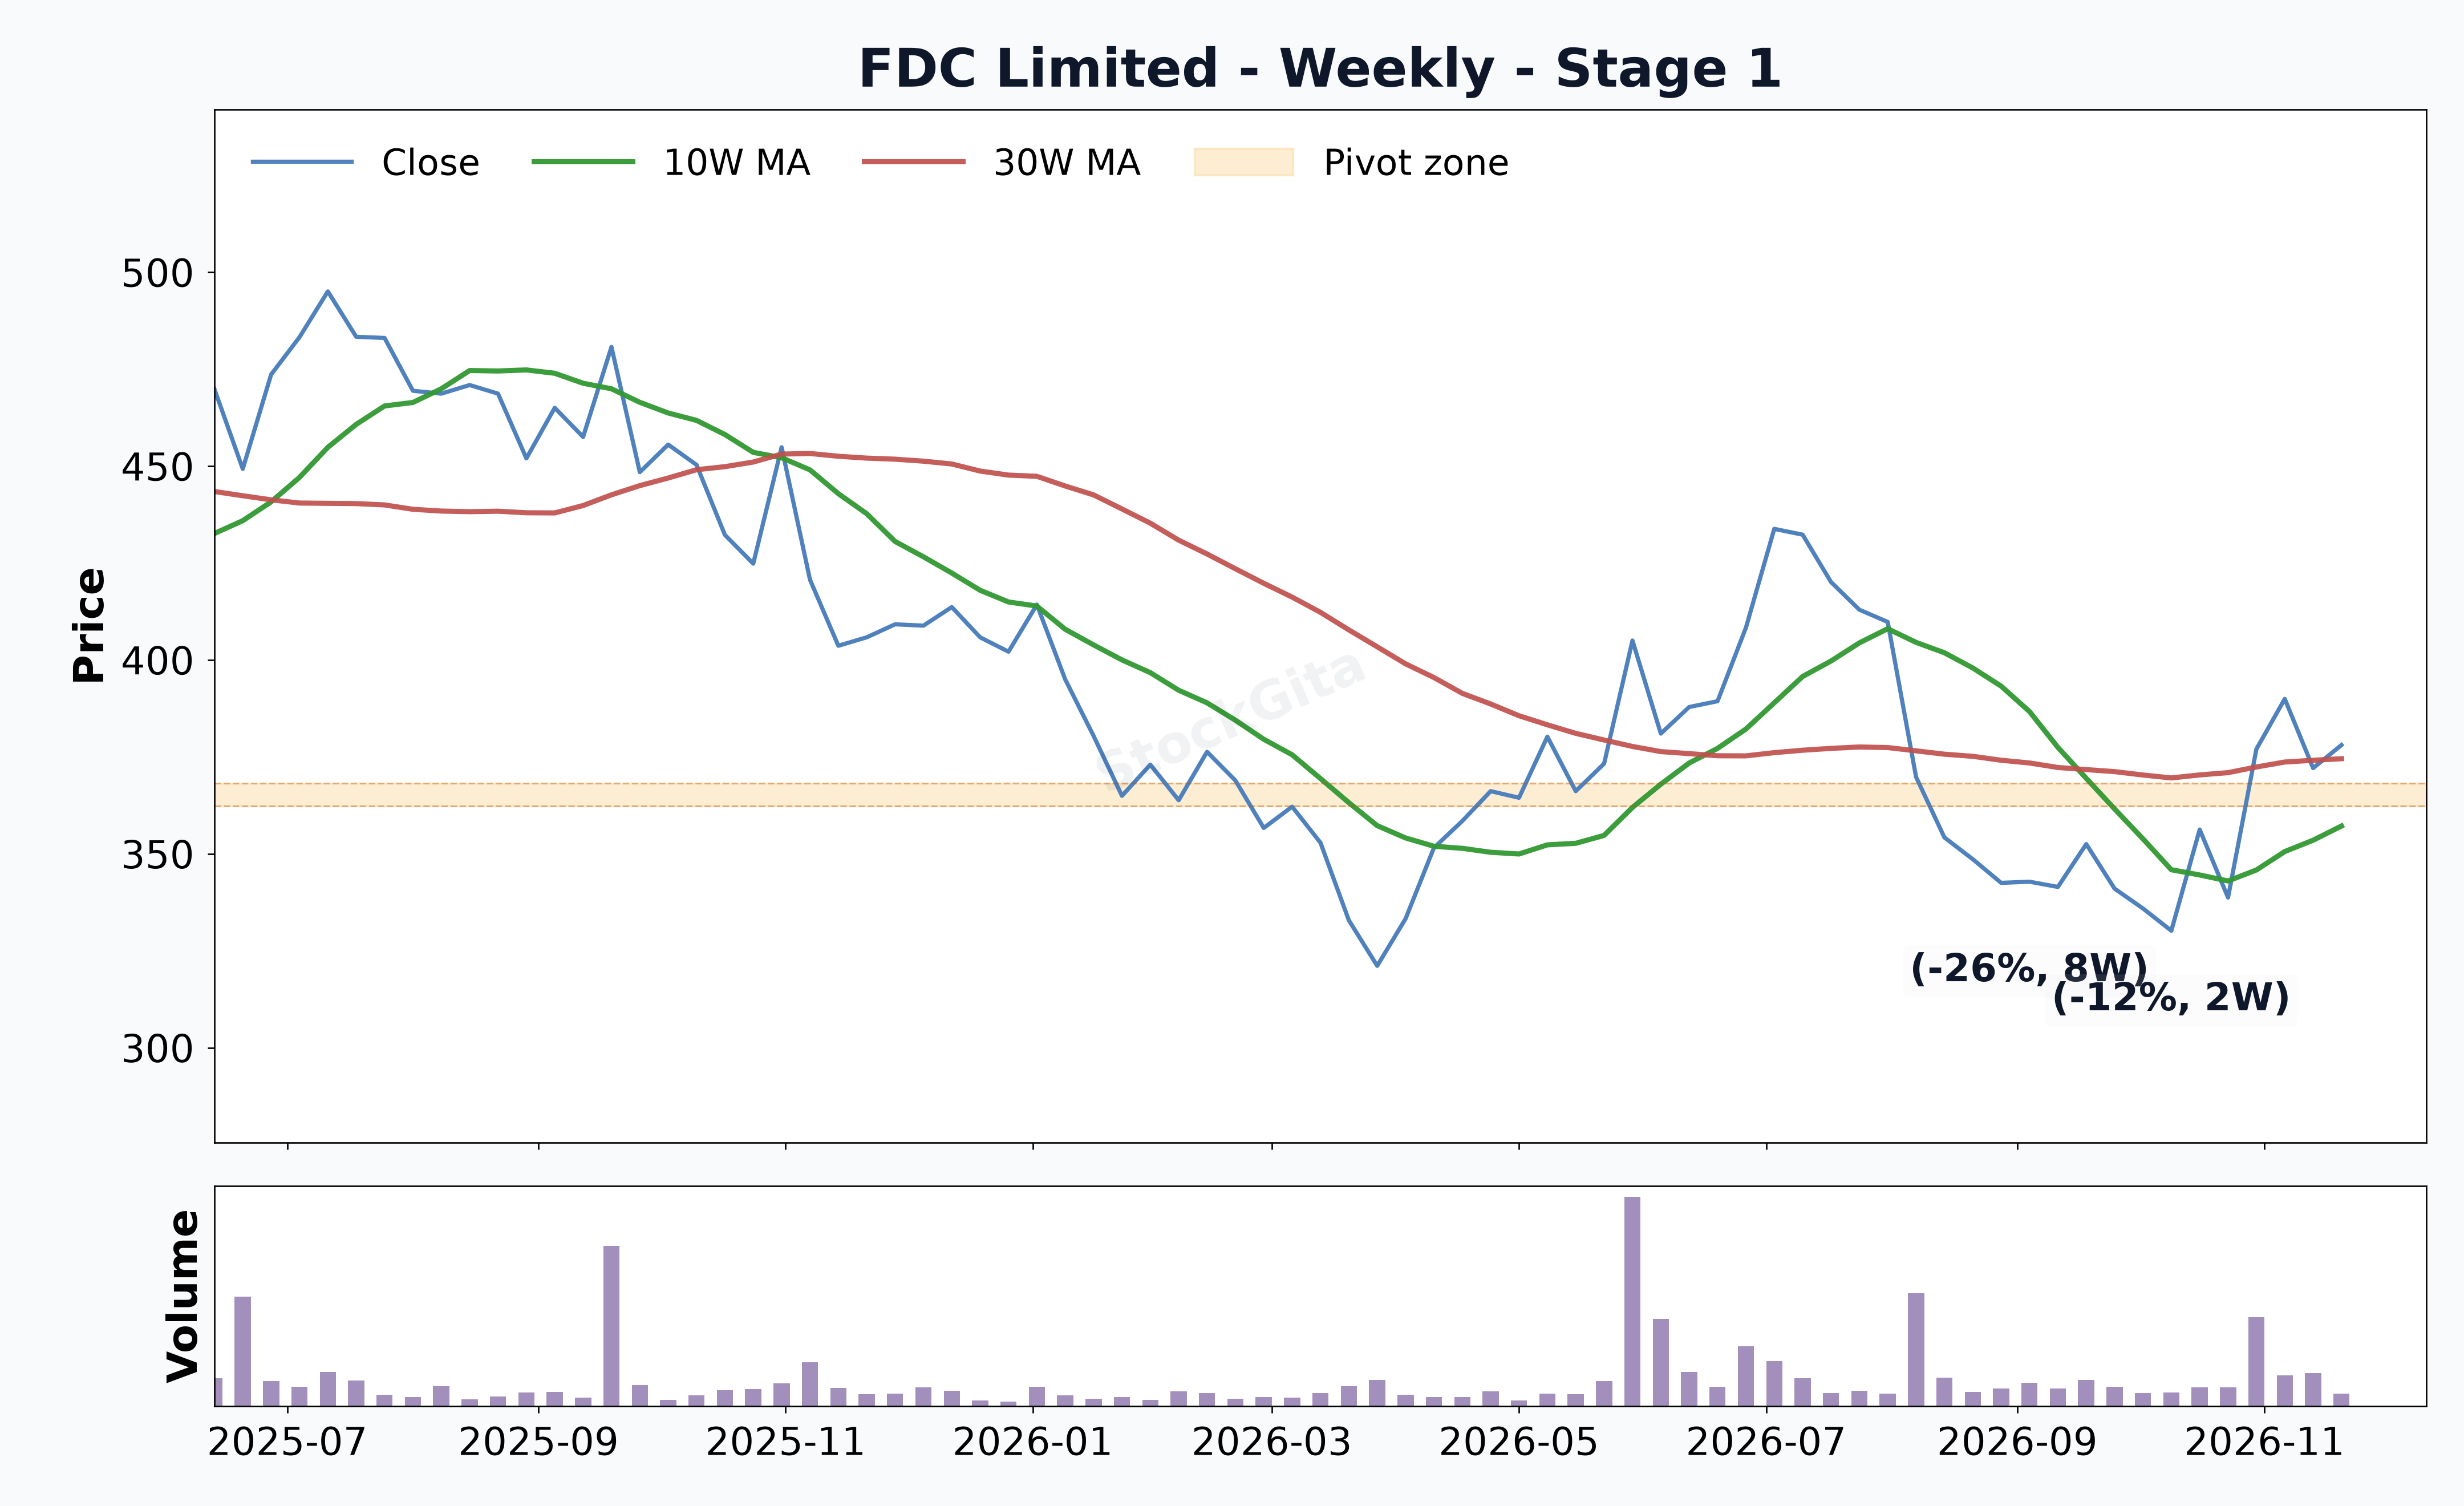 FDC Limited - Weekly - Stage 1
Close 10W MA 30W MA Pivot zone
500
450
400
350
300
Price
StockGita
(-26%, 8W)
(-12%, 2W)
Volume
2025-07 2025-09 2025-11 2026-01 2026-03 2026-05 2026-07 2026-09 2026-11